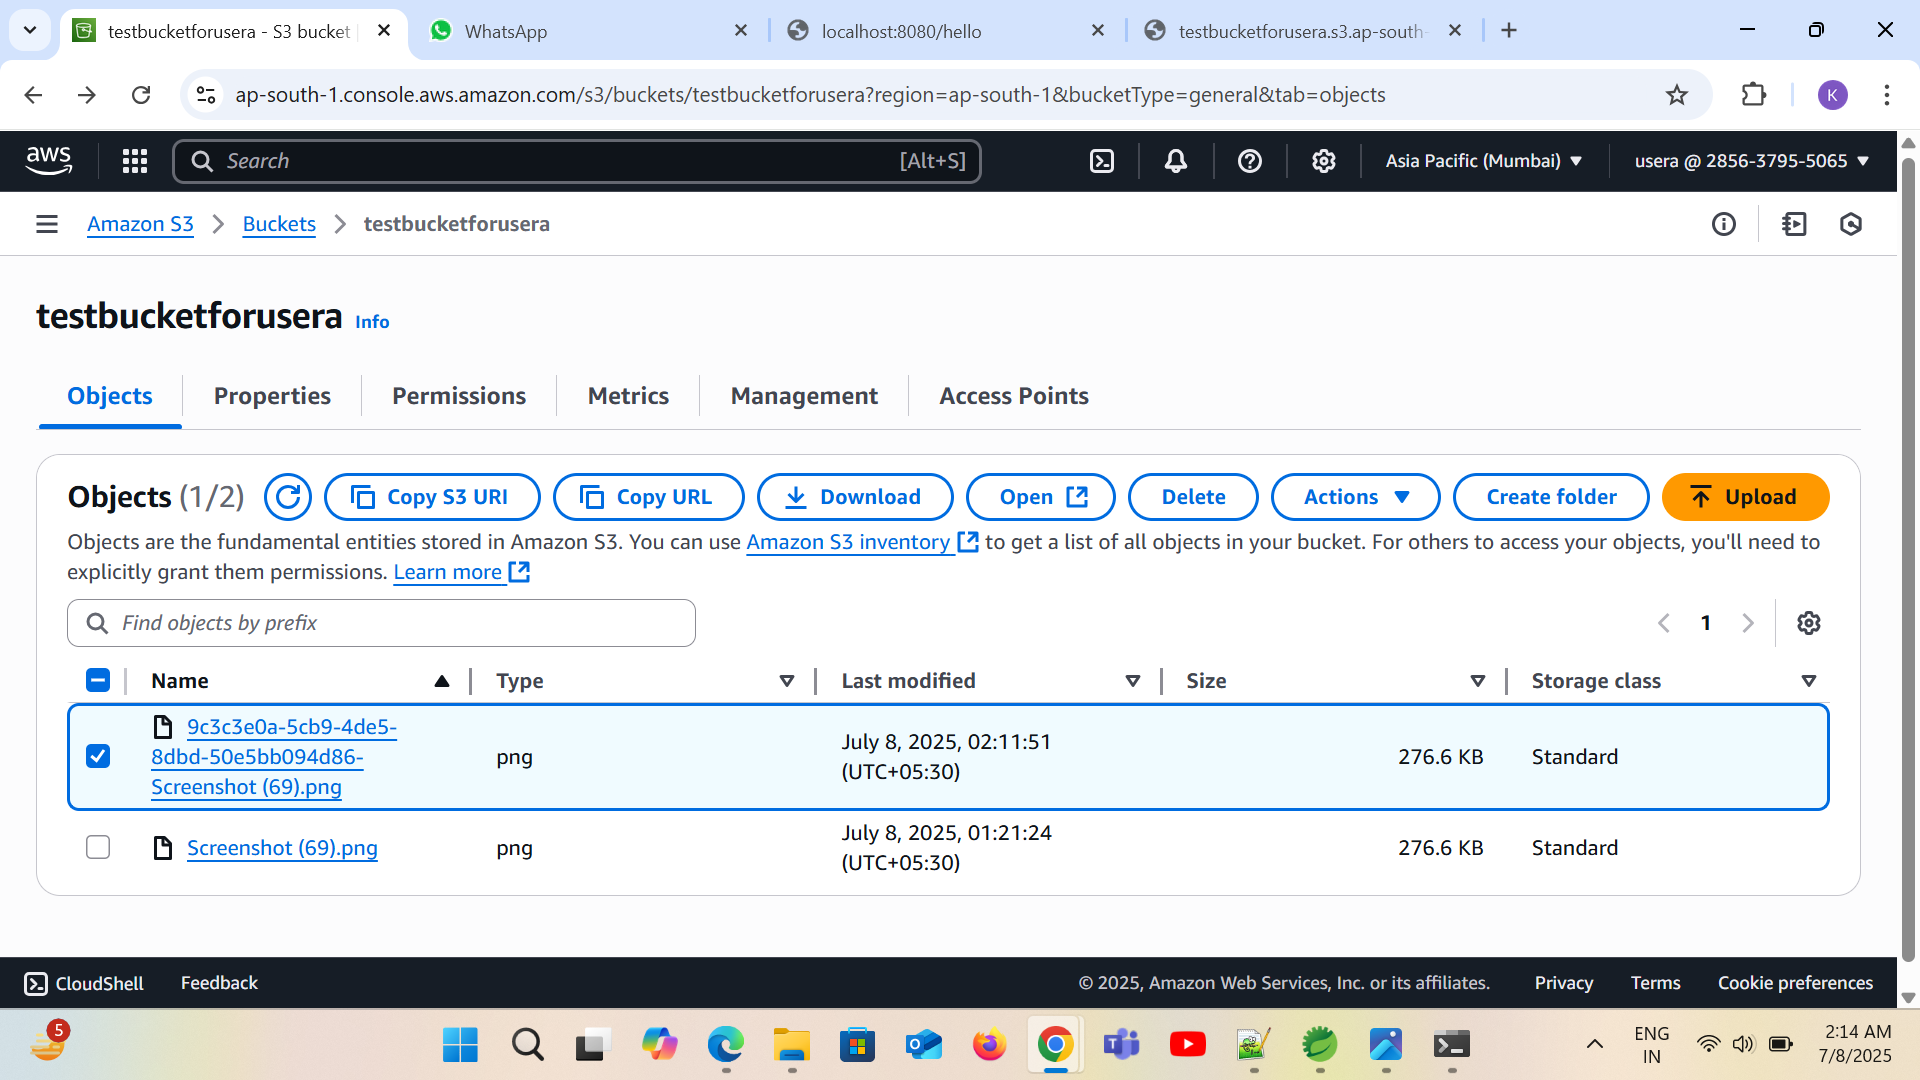 testbucketforusera - S3 bucket
WhatsApp
localhost:8080/hello
testbucketforusera.s3.ap-south-
ap-south-1.console.aws.amazon.com/s3/buckets/testbucketforusera?region=ap-south-1&bucketType=general&tab=objects
K
aws
Search
[Alt+S]
Asia Pacific (Mumbai)
usera @ 2856-3795-5065
Amazon S3
Buckets
testbucketforusera
testbucketforusera Info
Objects
Properties
Permissions
Metrics
Management
Access Points
Objects (1/2)
Copy S3 URI
Copy URL
Download
Open
Delete
Actions
Create folder
Upload
Objects are the fundamental entities stored in Amazon S3. You can use Amazon S3 inventory to get a list of all objects in your bucket. For others to access your objects, you'll need to
explicitly grant them permissions. Learn more
Find objects by prefix
1
Name
Type
Last modified
Size
Storage class
9c3c3e0a-5cb9-4de5-
8dbd-50e5bb094d86-
Screenshot (69).png
png
July 8, 2025, 02:11:51
(UTC+05:30)
276.6 KB
Standard
Screenshot (69).png
png
July 8, 2025, 01:21:24
(UTC+05:30)
276.6 KB
Standard
CloudShell
Feedback
© 2025, Amazon Web Services, Inc. or its affiliates.
Privacy
Terms
Cookie preferences
5
ENG
IN
2:14 AM
7/8/2025